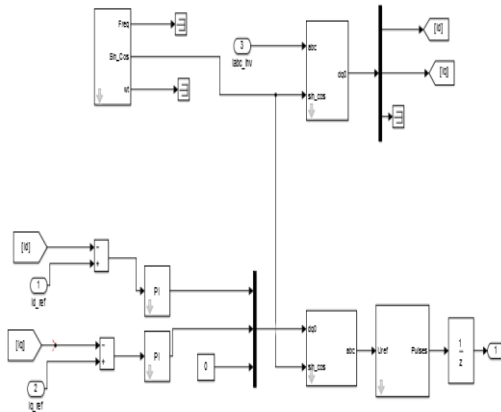 Freq
Sin_Cos
wt
3
Iabc_inv
abc
sin_cos
dq0
[Id]
[Iq]
[Id]
1
id_ref
−
+
PI
[Iq]
2
iq_ref
−
+
PI
0
dq0
sin_cos
abc
Uref
Pulses
1
z
1